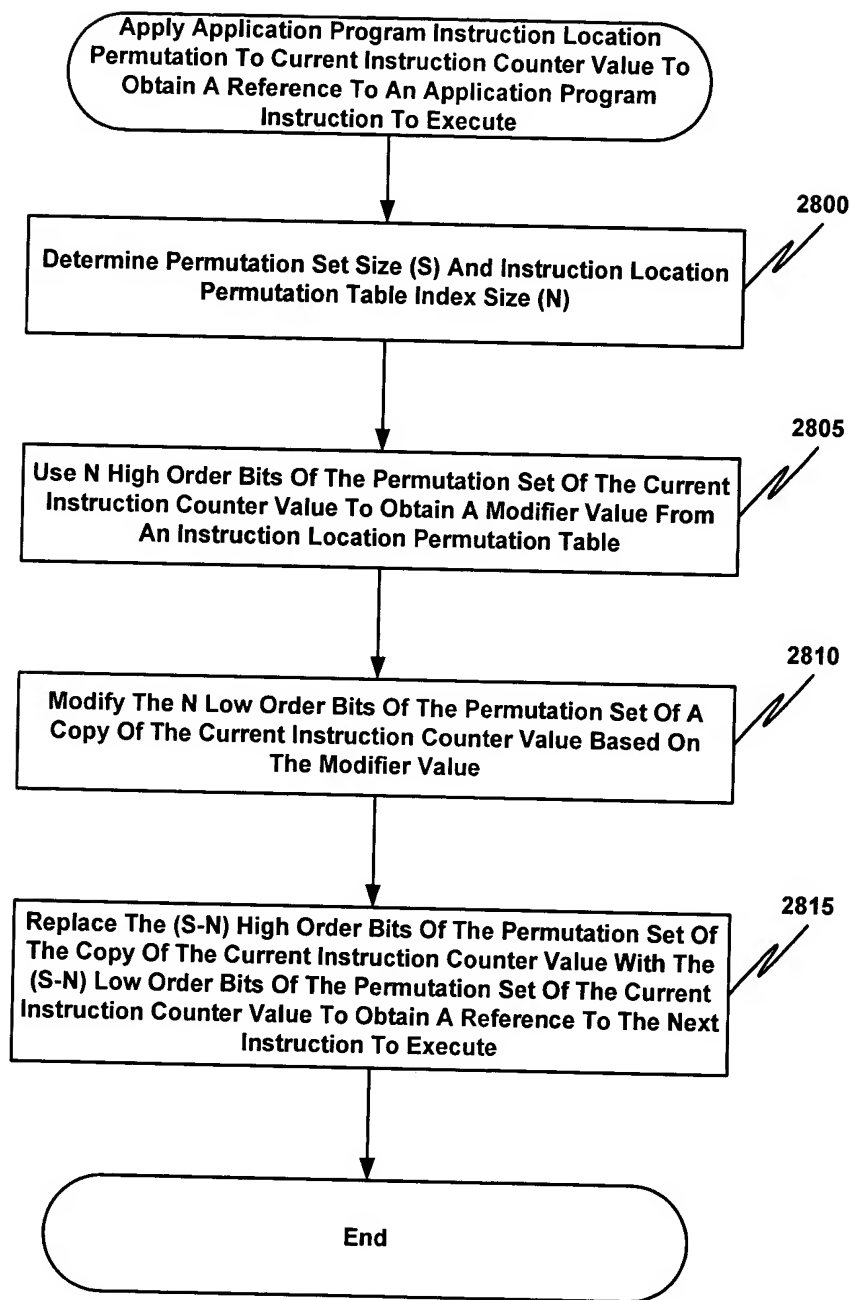 Apply Application Program Instruction Location
Permutation To Current Instruction Counter Value To
Obtain A Reference To An Application Program
Instruction To Execute
2800
Determine Permutation Set Size (S) And Instruction Location
Permutation Table Index Size (N)
2805
Use N High Order Bits Of The Permutation Set Of The Current
Instruction Counter Value To Obtain A Modifier Value From
An Instruction Location Permutation Table
2810
Modify The N Low Order Bits Of The Permutation Set Of A
Copy Of The Current Instruction Counter Value Based On
The Modifier Value
2815
Replace The (S-N) High Order Bits Of The Permutation Set Of
The Copy Of The Current Instruction Counter Value With The
(S-N) Low Order Bits Of The Permutation Set Of The Current
Instruction Counter Value To Obtain A Reference To The Next
Instruction To Execute
End